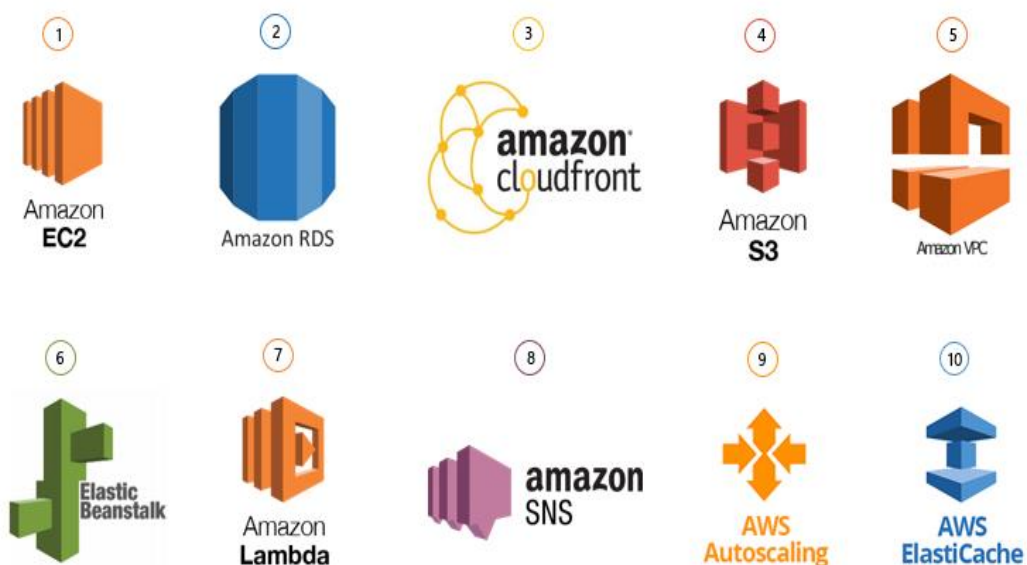 1
2
3
4
5
Amazon
EC2
Amazon RDS
amazon
cloudfront
Amazon
S3
Amazon VPC
6
7
8
9
10
Elastic
Beanstalk
Amazon
Lambda
amazon
SNS
AWS
Autoscaling
AWS
ElastiCache